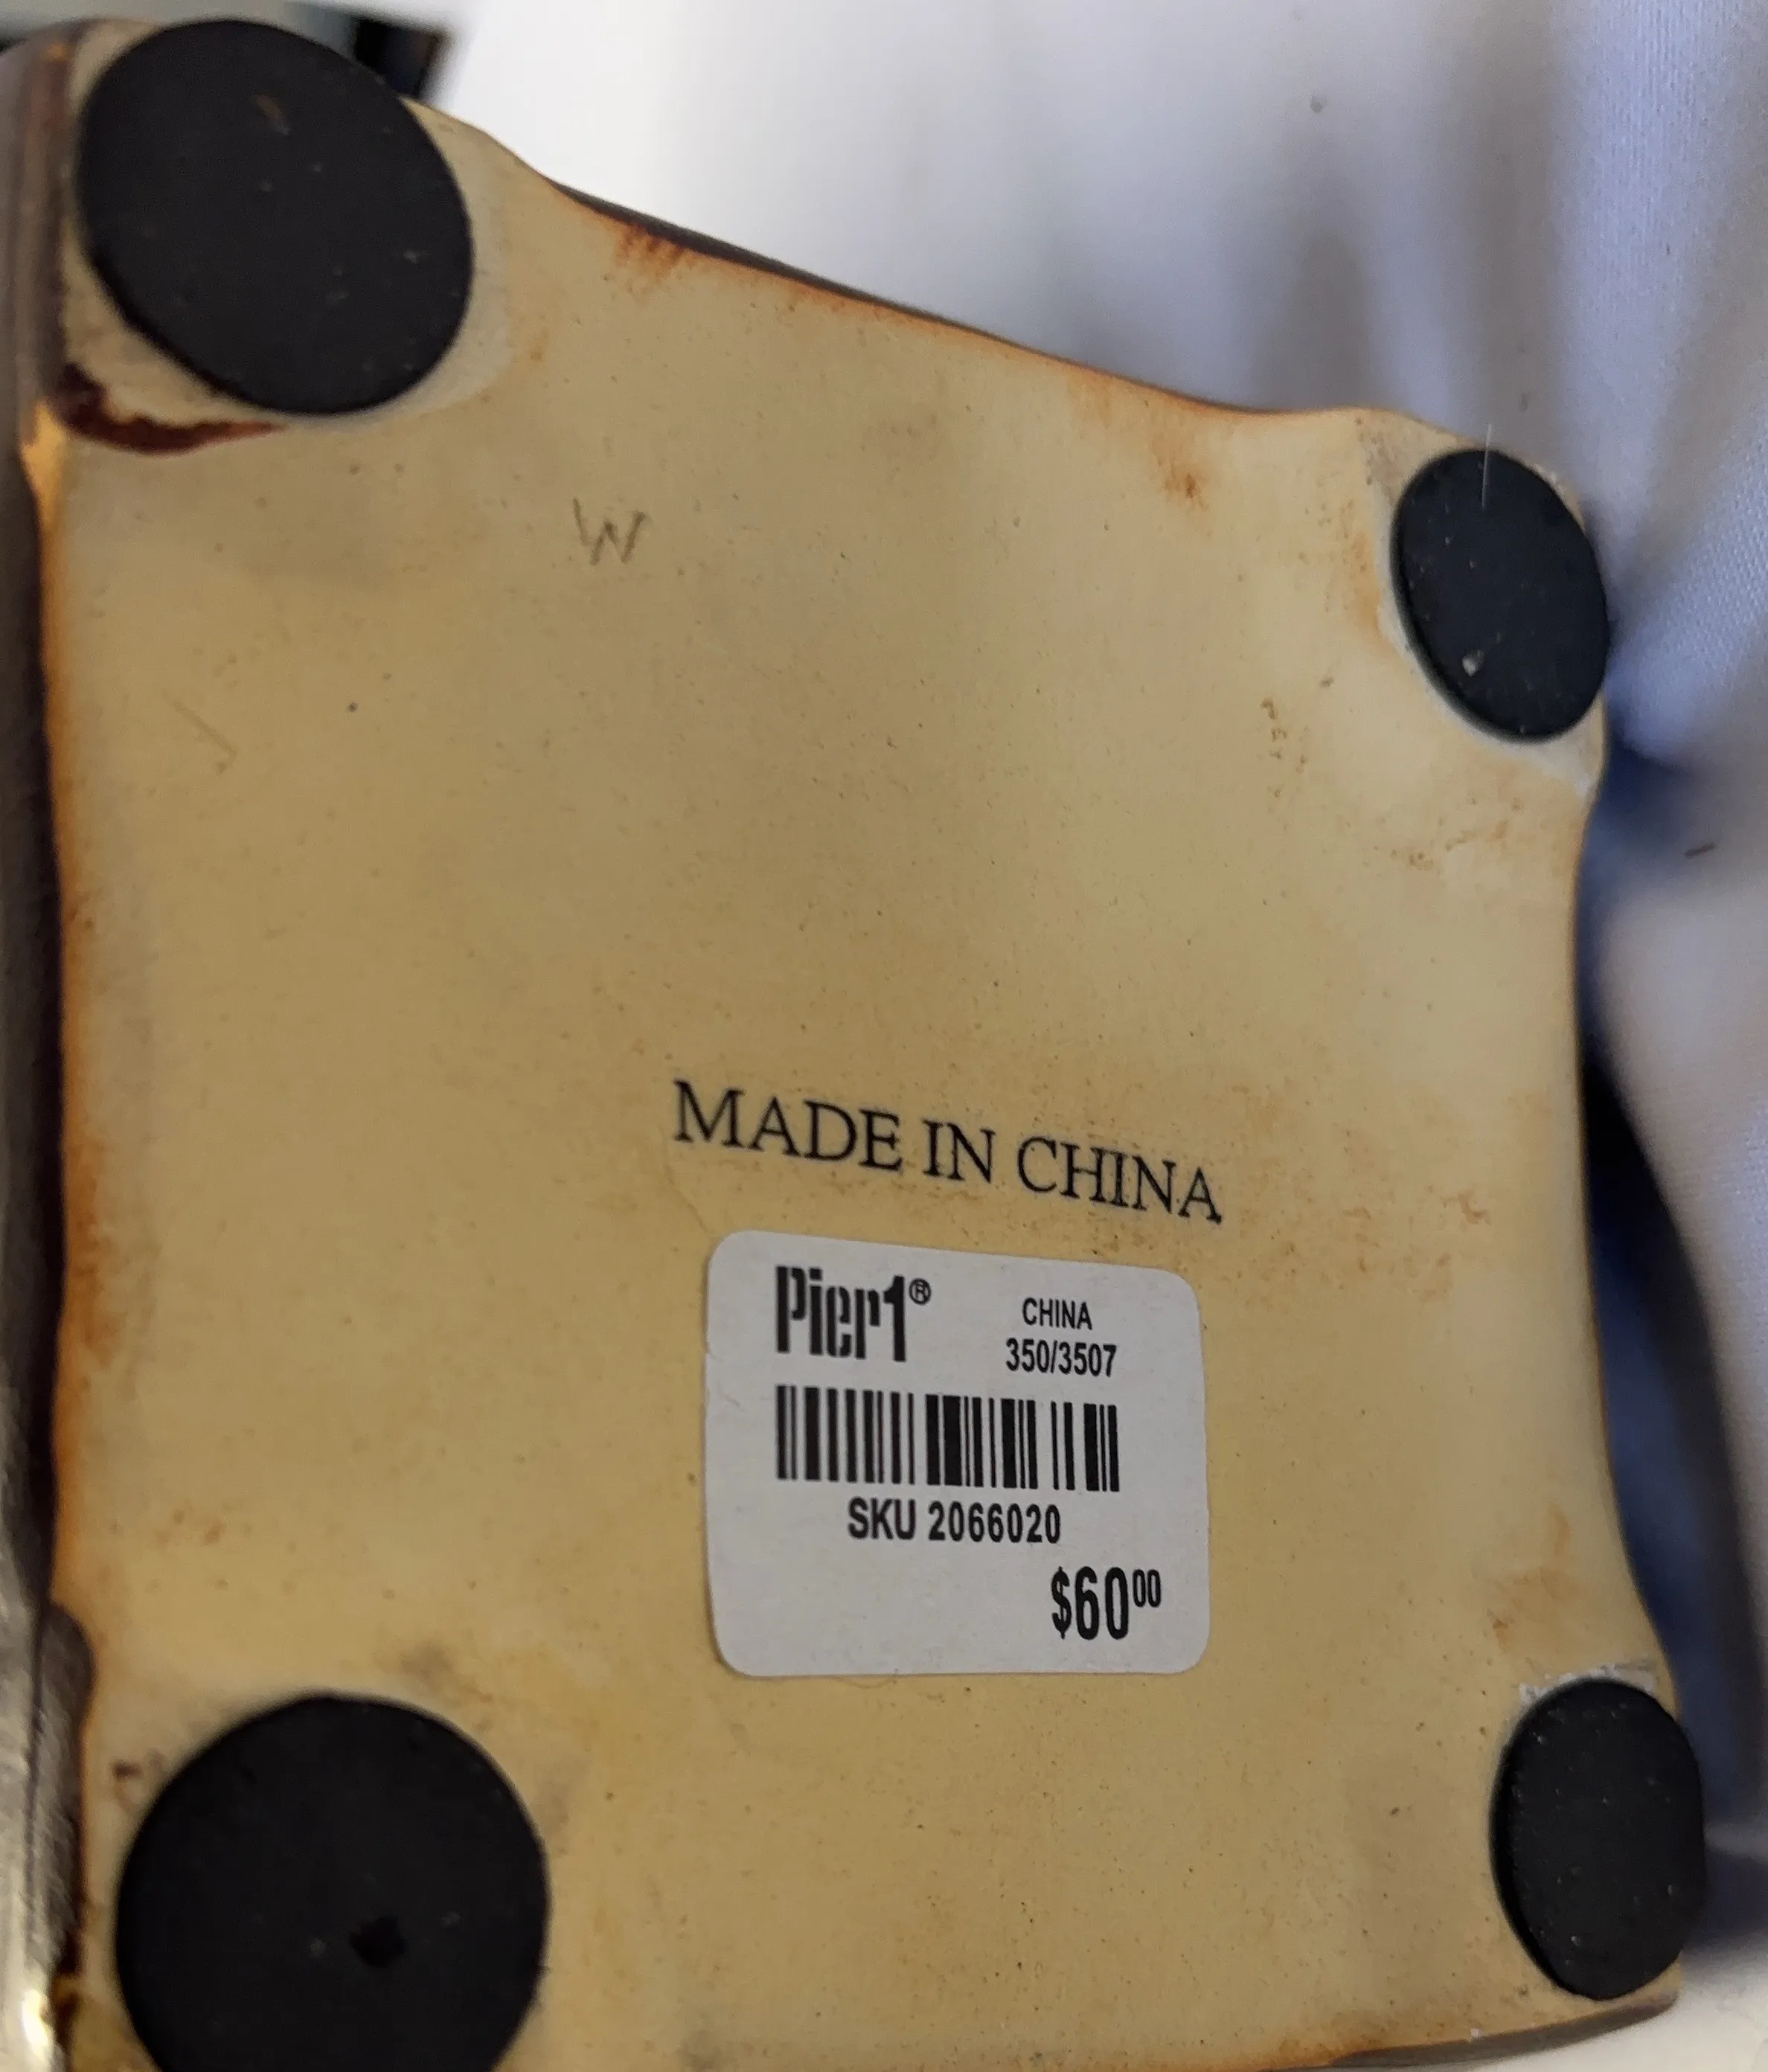 W
MADE IN CHINA
Pier1®
CHINA
350/3507
SKU 2066020
$60⁰⁰